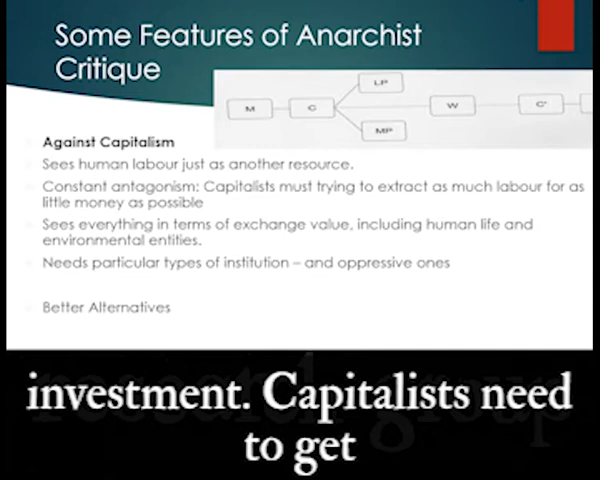 Some Features of Anarchist
Critique
M
C
LP
MP
W
C'
Against Capitalism
Sees human labour just as another resource.
Constant antagonism: Capitalists must trying to extract as much labour for as
little money as possible
Sees everything in terms of exchange value, including human life and
environmental entities.
Needs particular types of institution – and oppressive ones
Better Alternatives
investment. Capitalists need
to get